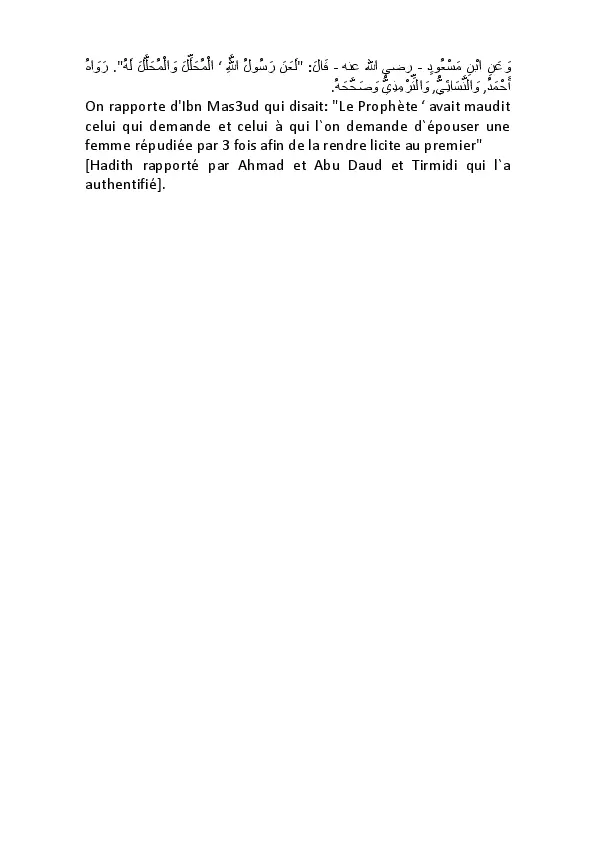 وَعَنِ ابْنِ مَسْعُودٍ - رضي الله عنه - قَالَ: "لَعَنَ رَسُولُ اللَّهِ ‘ الْمُحَلِّلَ وَالْمُحَلَّلَ لَهُ". رَوَاهُ
أَحْمَدُ, وَالنَّسَائِيُّ, وَالتِّرْمِذِيُّ وَصَحَّحَهُ.
On rapporte d'Ibn Mas3ud qui disait: "Le Prophète ‘ avait maudit
celui qui demande et celui à qui l`on demande d`épouser une
femme répudiée par 3 fois afin de la rendre licite au premier"
[Hadith rapporté par Ahmad et Abu Daud et Tirmidi qui l`a
authentifié].